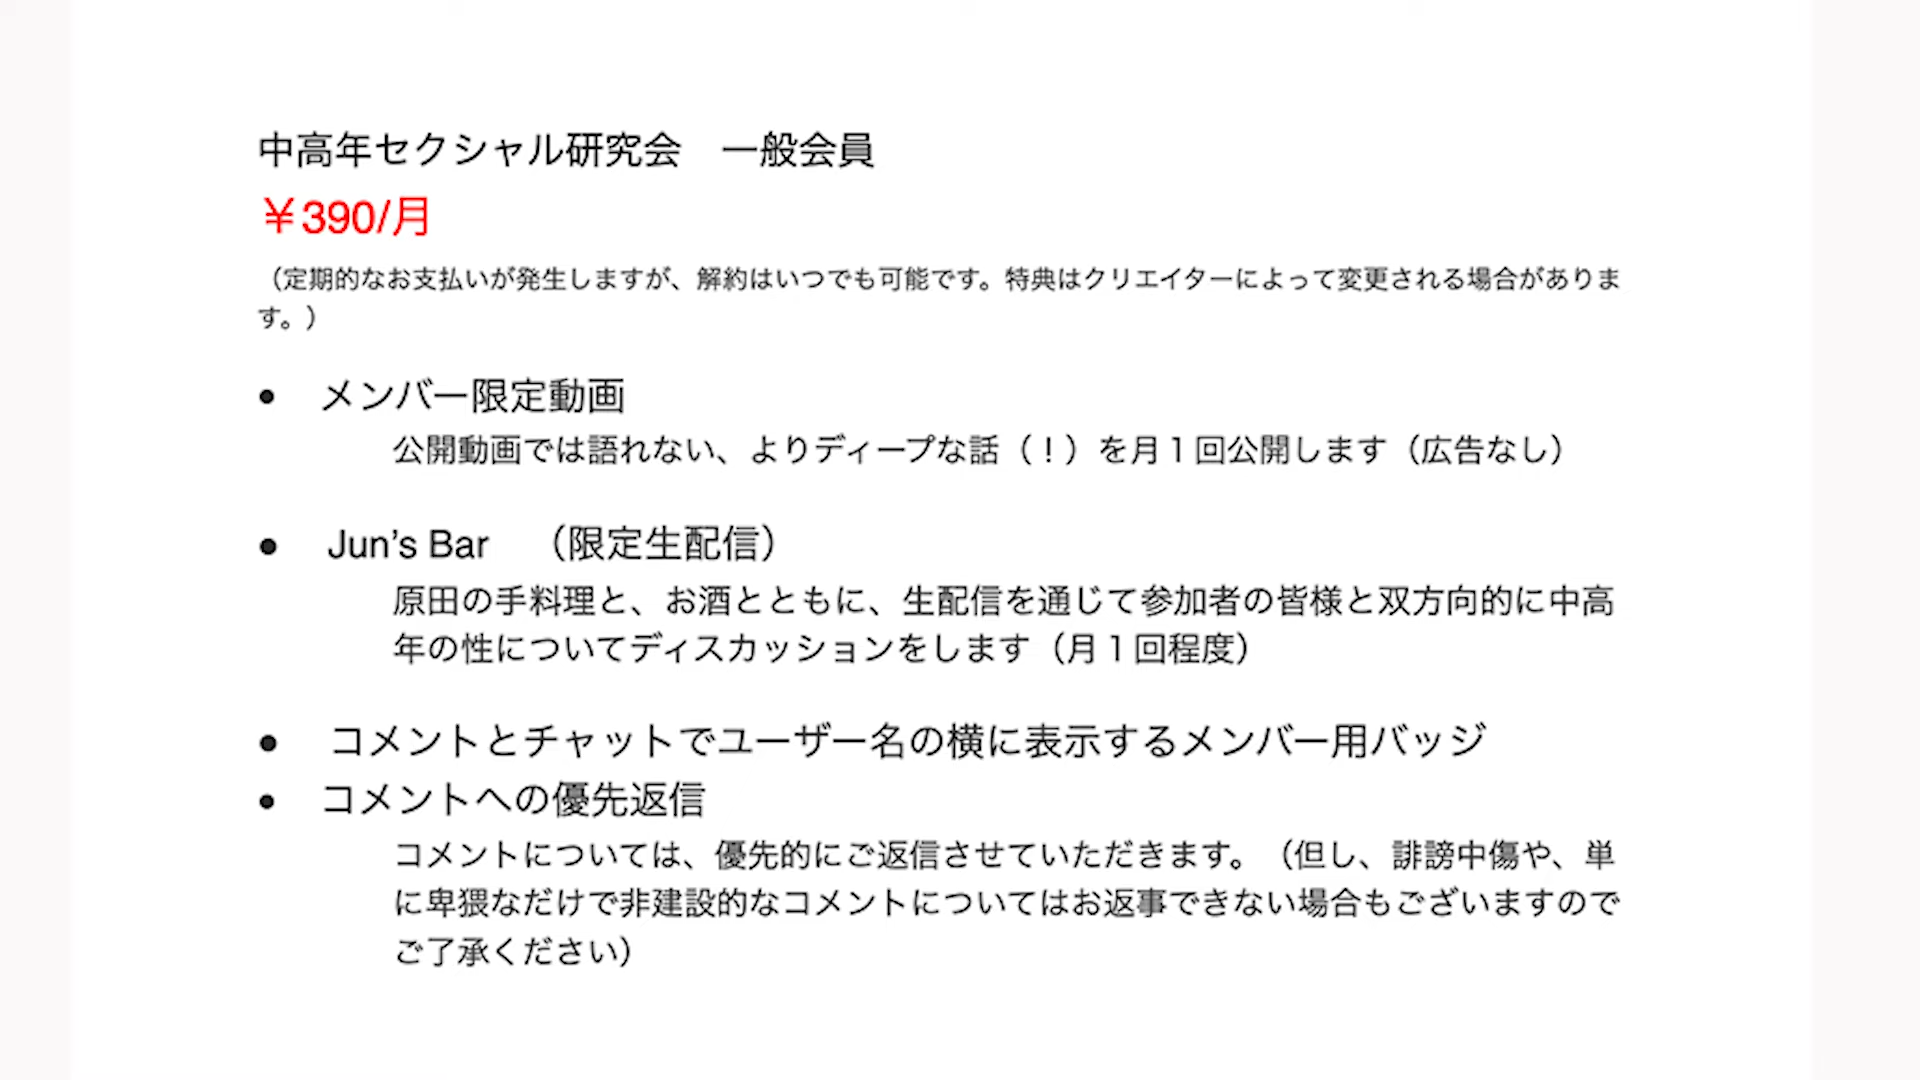 中高年セクシャル研究会　一般会員
￥390/月
（定期的なお支払いが発生しますが、解約はいつでも可能です。特典はクリエイターによって変更される場合がありま
す。）
● メンバー限定動画
公開動画では語れない、よりディープな話（！）を月１回公開します（広告なし）
● Jun’s Bar　（限定生配信）
原田の手料理と、お酒とともに、生配信を通じて参加者の皆様と双方向的に中高
年の性についてディスカッションをします（月１回程度）
● コメントとチャットでユーザー名の横に表示するメンバー用バッジ
● コメントへの優先返信
コメントについては、優先的にご返信させていただきます。（但し、誹謗中傷や、単
に卑猥なだけで非建設的なコメントについてはお返事できない場合もございますので
ご了承ください）